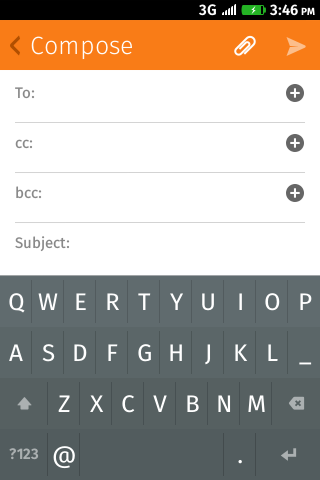 3G 3:46 PM
Compose
To:
cc:
bcc:
Subject:
Q W E R T Y U I O P
A S D F G H J K L _
Z X C V B N M
?123 @ .